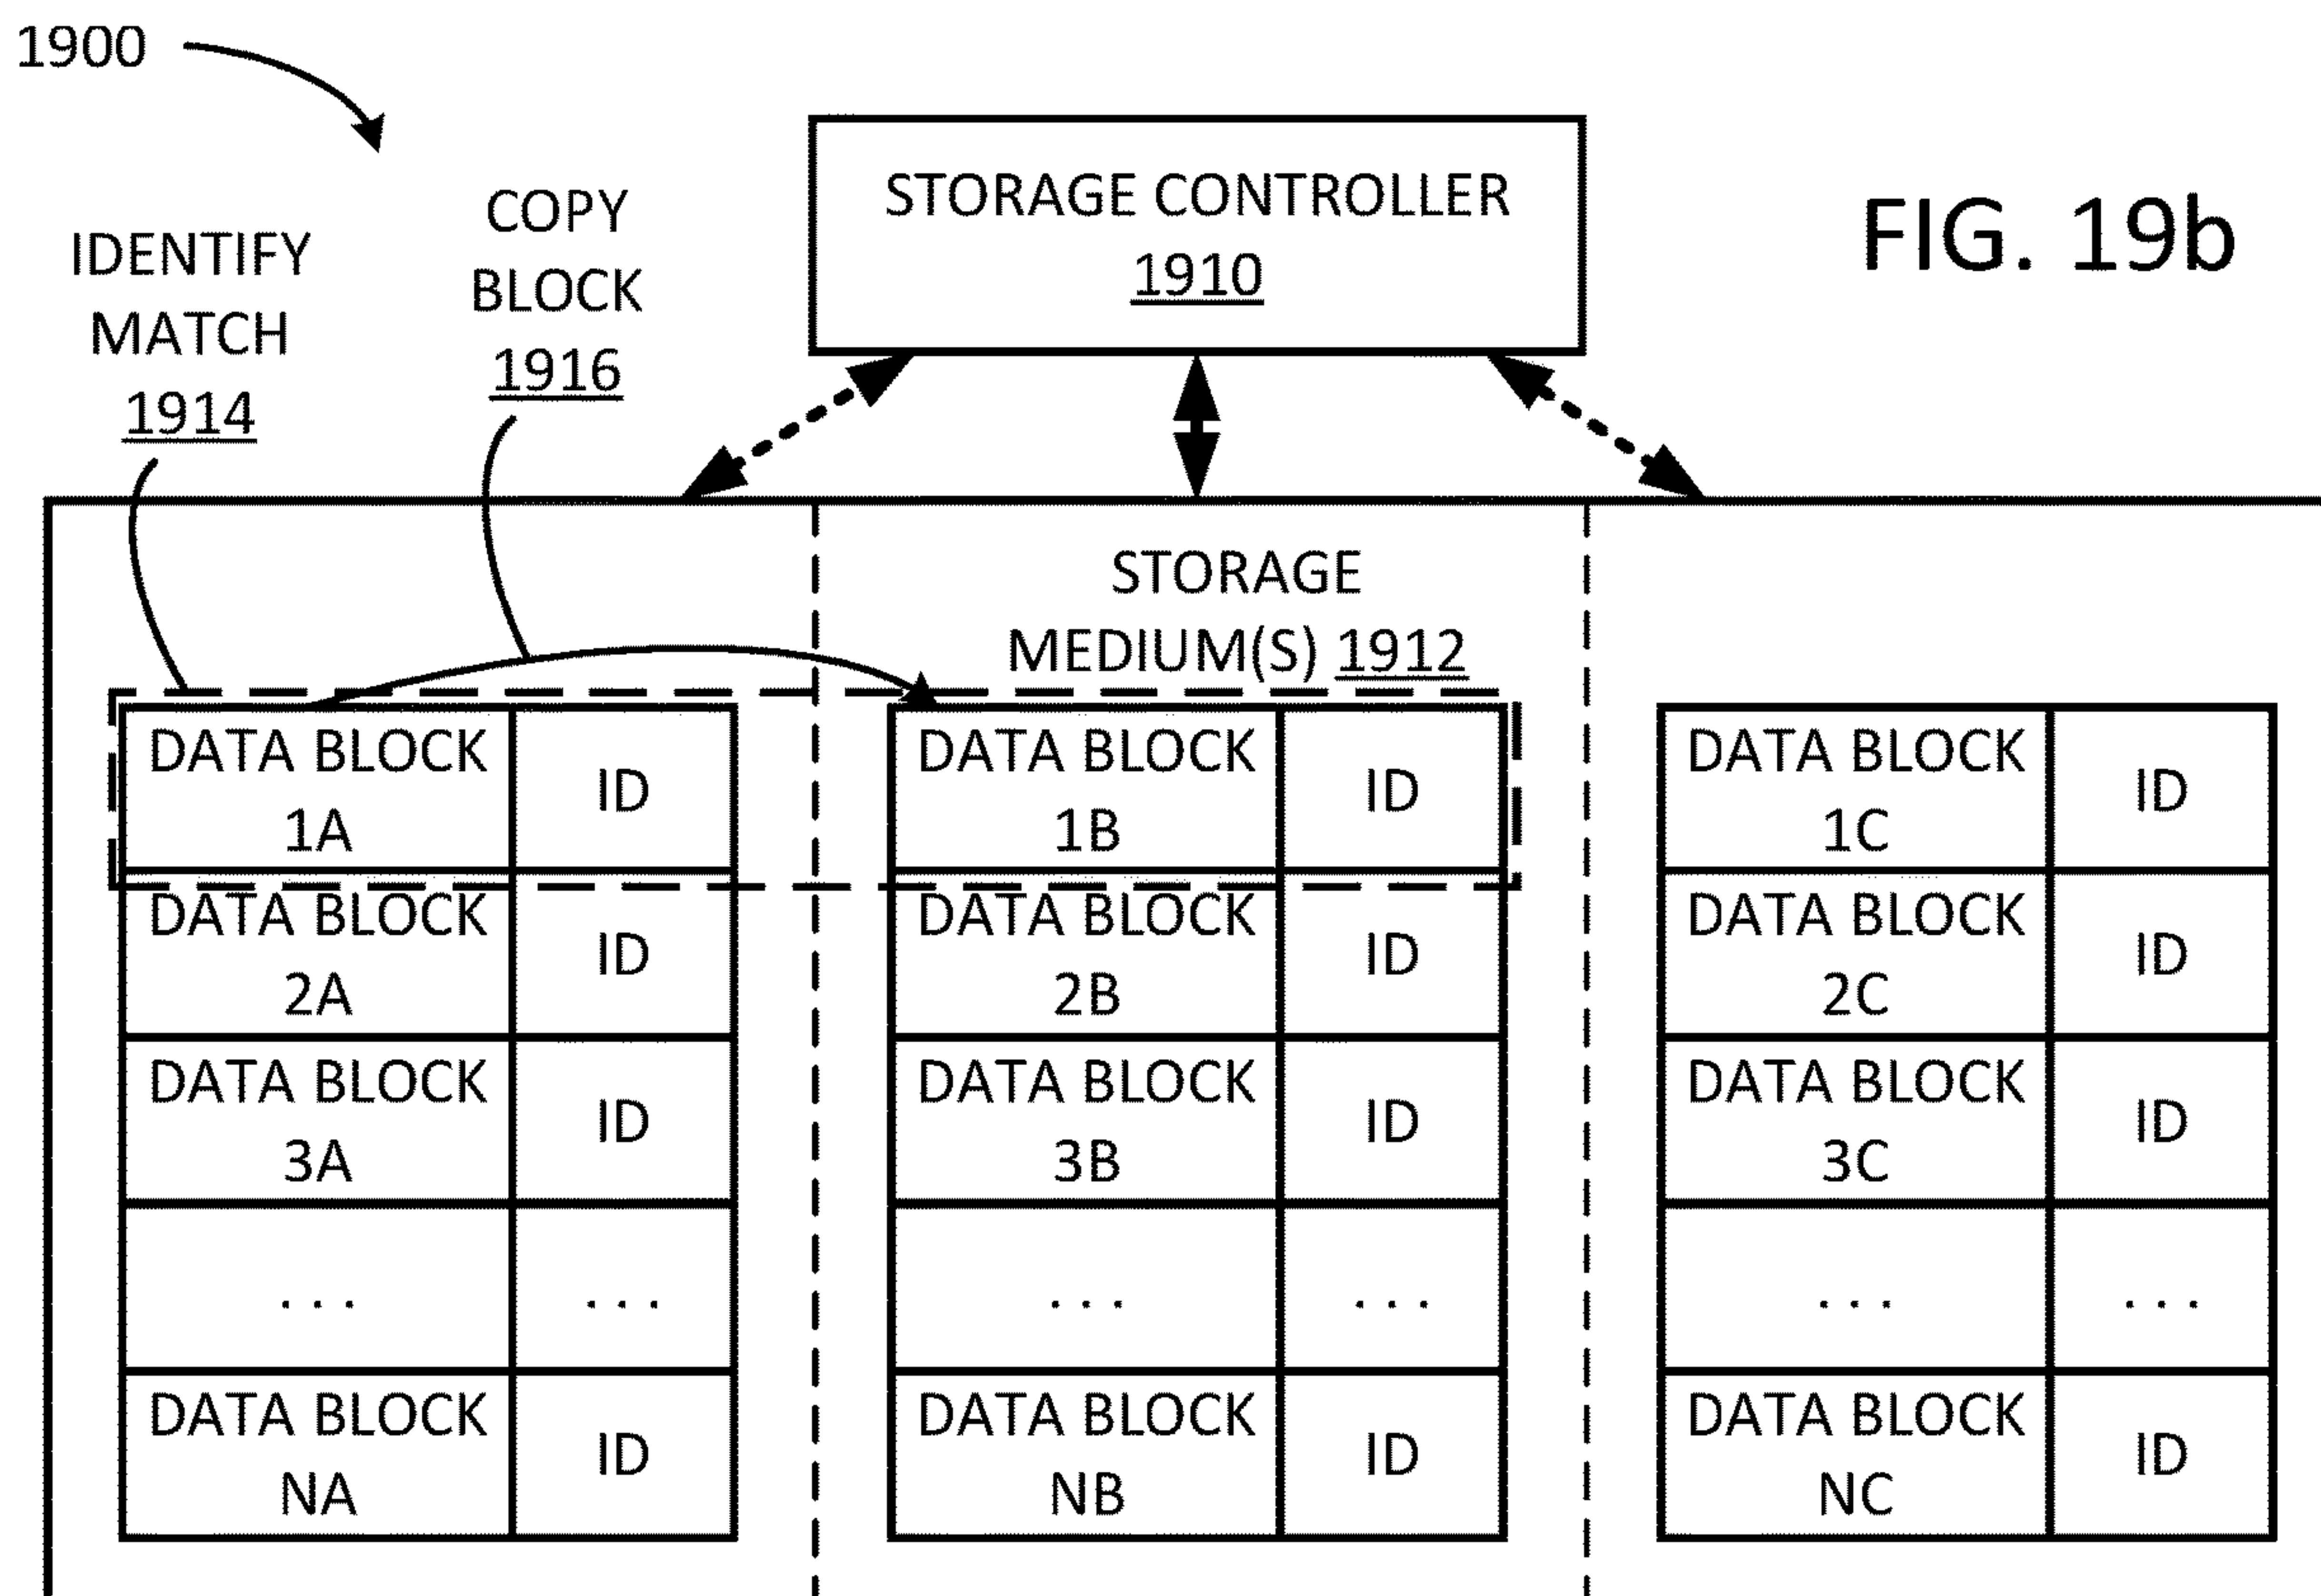 1900
STORAGE CONTROLLER
1910
FIG. 19b
COPY
BLOCK
1916
IDENTIFY
MATCH
1914
STORAGE
MEDIUM(S) 1912
DATA BLOCK
1A
ID
DATA BLOCK
1B
ID
DATA BLOCK
1C
ID
DATA BLOCK
2A
ID
DATA BLOCK
2B
ID
DATA BLOCK
2C
ID
DATA BLOCK
3A
ID
DATA BLOCK
3B
ID
DATA BLOCK
3C
ID
. . .
. . .
. . .
. . .
. . .
. . .
DATA BLOCK
NA
ID
DATA BLOCK
NB
ID
DATA BLOCK
NC
ID